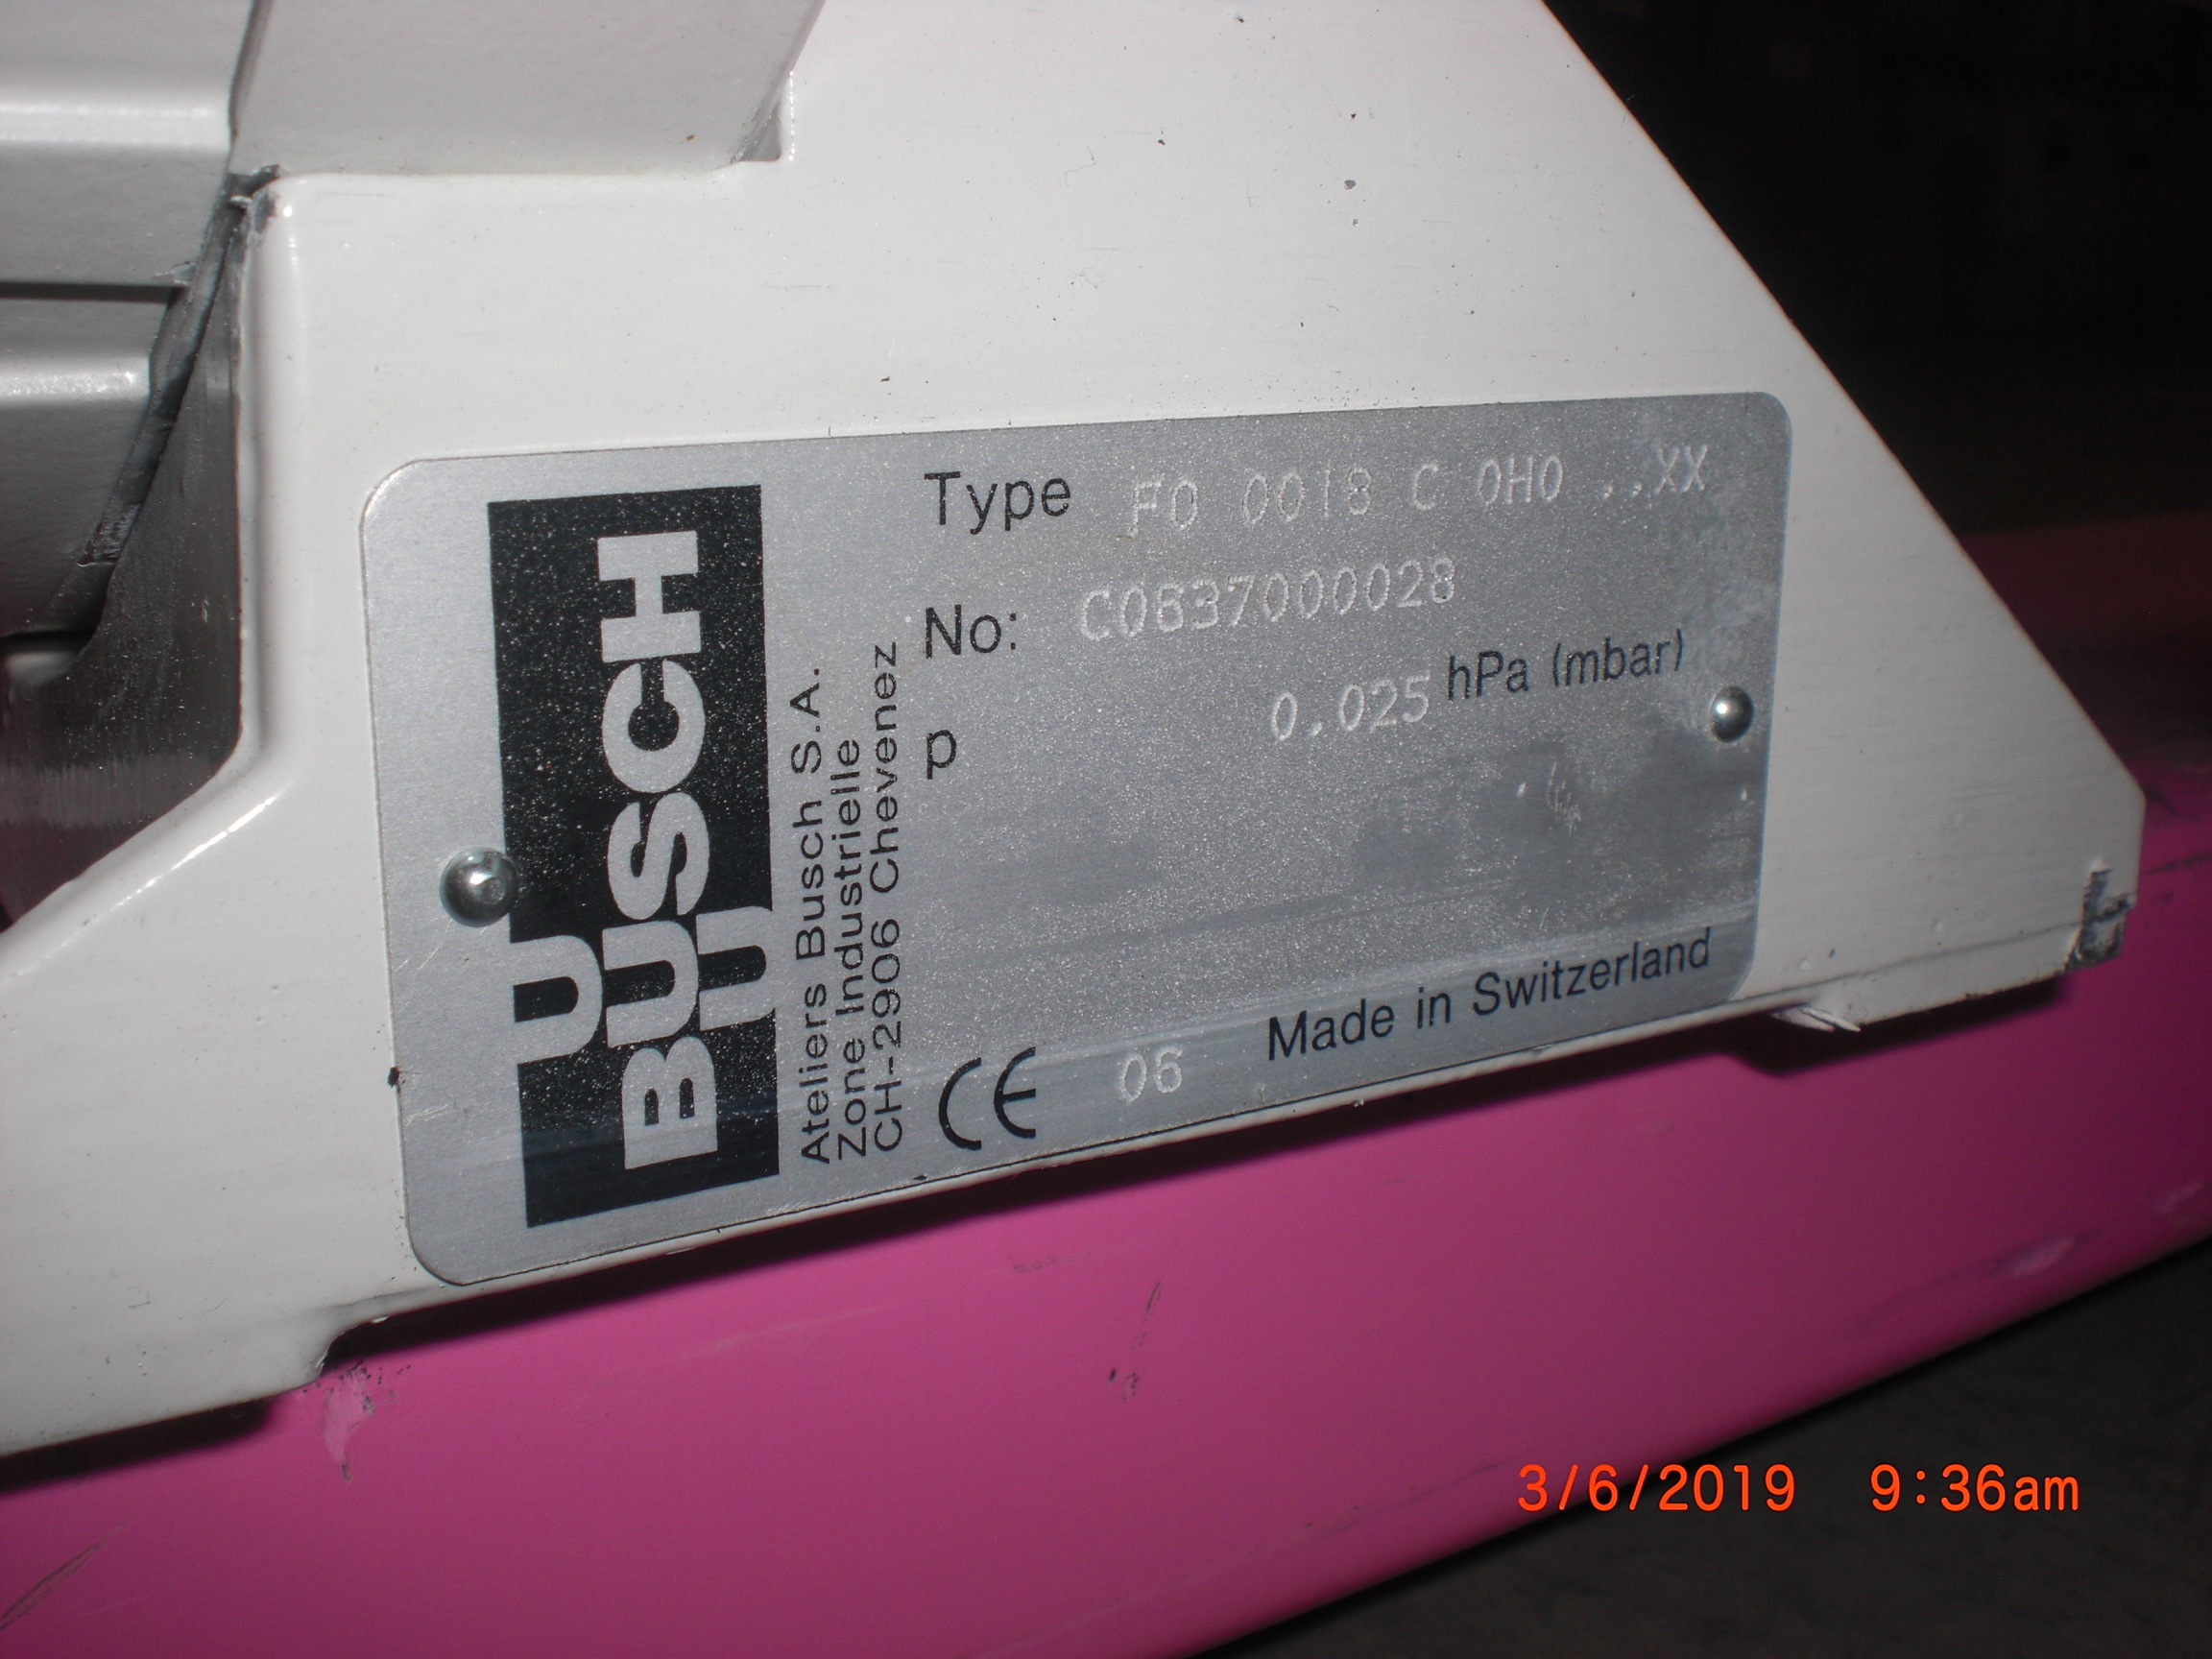 BUSCH
U
U
Ateliers Busch S.A.
Zone Industrielle
CH-2906 Chevenez
Type FO 0018 C 0H0 ..XX
No: C0637000028
p 0.025 hPa (mbar)
CE 06 Made in Switzerland
3/6/2019 9:36am